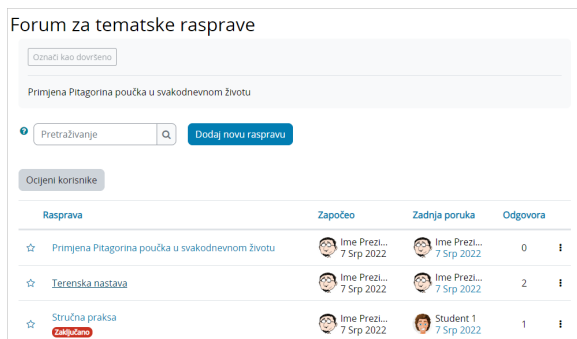 Forum za tematske rasprave
Označi kao dovršeno
Primjena Pitagorina poučka u svakodnevnom životu
Pretraživanje
Dodaj novu raspravu
Ocijeni korisnike
Rasprava Započeo Zadnja poruka Odgovora
Primjena Pitagorina poučka u svakodnevnom životu Ime Prezi... Ime Prezi... 0
7 Srp 2022 7 Srp 2022
Terenska nastava Ime Prezi... Ime Prezi... 2
7 Srp 2022 7 Srp 2022
Stručna praksa Ime Prezi... Student 1 1
Zaključano 7 Srp 2022 7 Srp 2022